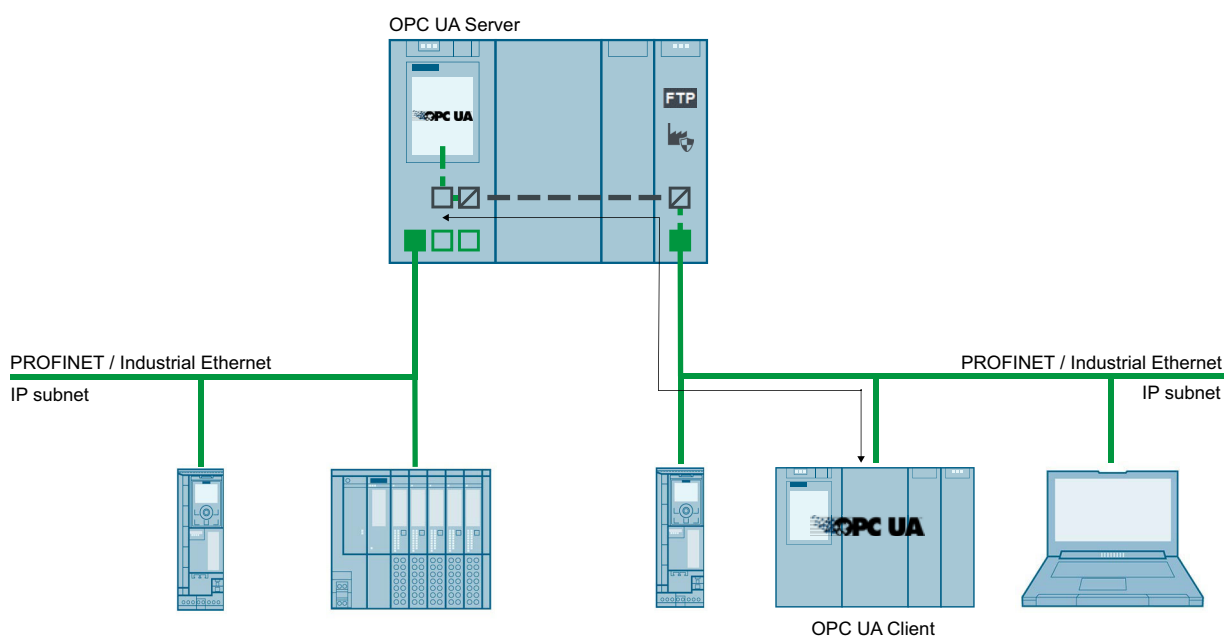 OPC UA Server
OPC UA
FTP
PROFINET / Industrial Ethernet
IP subnet
PROFINET / Industrial Ethernet
IP subnet
OPC UA
OPC UA Client